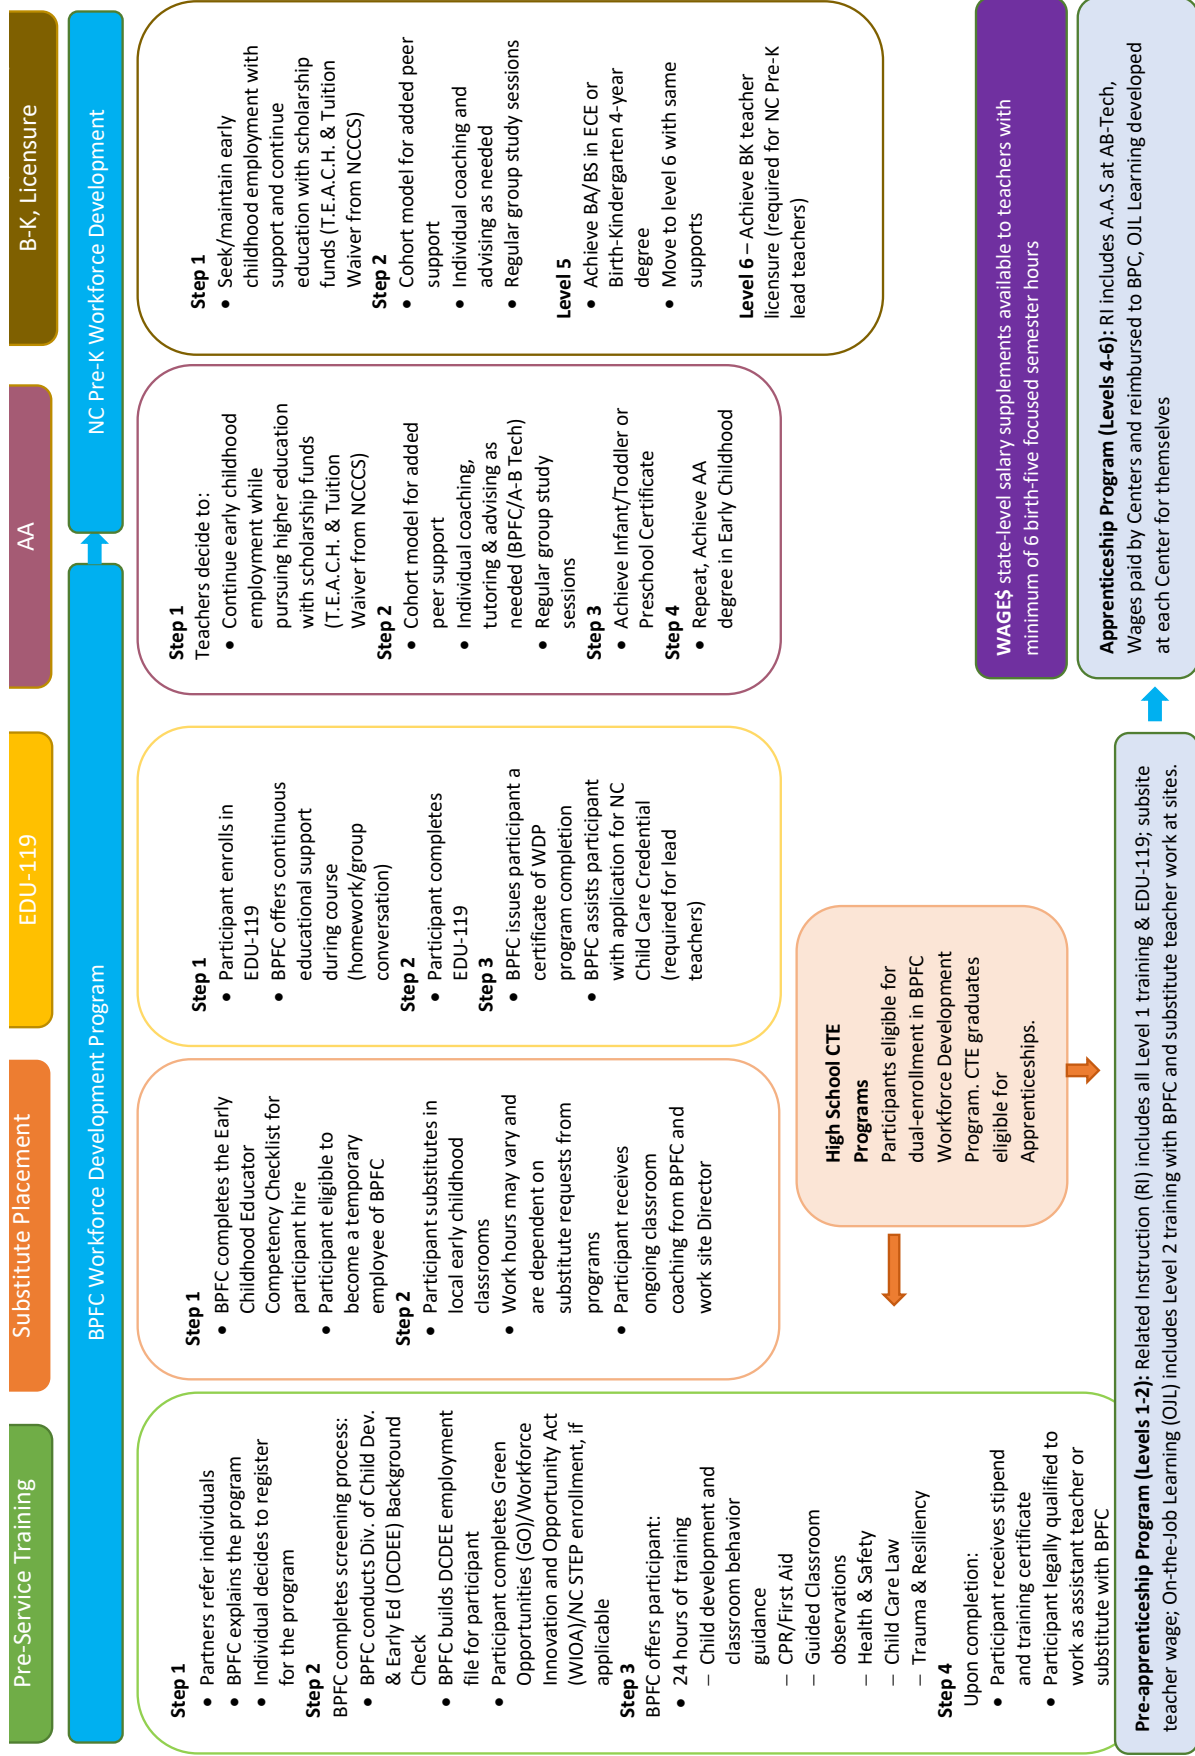 Pre-Service Training
Substitute Placement
EDU-119
AA
B-K, Licensure
BPFC Workforce Development Program
NC Pre-K Workforce Development
Step 1
• Partners refer individuals
• BPFC explains the program
• Individual decides to register
for the program
Step 2
BPFC completes screening process:
• BPFC conducts Div. of Child Dev.
& Early Ed (DCDEE) Background
Check
• BPFC builds DCDEE employment
file for participant
• Participant completes Green
Opportunities (GO)/Workforce
Innovation and Opportunity Act
(WIOA)/NC STEP enrollment, if
applicable
Step 3
BPFC offers participant:
• 24 hours of training
– Child development and
classroom behavior
guidance
– CPR/First Aid
– Guided Classroom
observations
– Health & Safety
– Child Care Law
– Trauma & Resiliency
Step 4
Upon completion:
• Participant receives stipend
and training certificate
• Participant legally qualified to
work as assistant teacher or
substitute with BPFC
Step 1
• BPFC completes the Early
Childhood Educator
Competency Checklist for
participant hire
• Participant eligible to
become a temporary
employee of BPFC
Step 2
• Participant substitutes in
local early childhood
classrooms
• Work hours may vary and
are dependent on
substitute requests from
programs
• Participant receives
ongoing classroom
coaching from BPFC and
work site Director
Step 1
• Participant enrolls in
EDU-119
• BPFC offers continuous
educational support
during course
(homework/group
conversation)
Step 2
• Participant completes
EDU-119
Step 3
• BPFC issues participant a
certificate of WDP
program completion
• BPFC assists participant
with application for NC
Child Care Credential
(required for lead
teachers)
Step 1
Teachers decide to:
• Continue early childhood
employment while
pursuing higher education
with scholarship funds
(T.E.A.C.H. & Tuition
Waiver from NCCCS)
Step 2
• Cohort model for added
peer support
• Individual coaching,
tutoring & advising as
needed (BPFC/A-B Tech)
• Regular group study
sessions
Step 3
• Achieve Infant/Toddler or
Preschool Certificate
Step 4
• Repeat, Achieve AA
degree in Early Childhood
Step 1
• Seek/maintain early
childhood employment with
support and continue
education with scholarship
funds (T.E.A.C.H. & Tuition
Waiver from NCCCS)
Step 2
• Cohort model for added peer
support
• Individual coaching and
advising as needed
• Regular group study sessions
Level 5
• Achieve BA/BS in ECE or
Birth-Kindergarten 4-year
degree
• Move to level 6 with same
supports
Level 6 – Achieve BK teacher
licensure (required for NC Pre-K
lead teachers)
High School CTE
Programs
Participants eligible for
dual-enrollment in BPFC
Workforce Development
Program. CTE graduates
eligible for
Apprenticeships.
WAGE$ state-level salary supplements available to teachers with
minimum of 6 birth-five focused semester hours
Pre-apprenticeship Program (Levels 1-2): Related Instruction (RI) includes all Level 1 training & EDU-119; subsite
teacher wage; On-the-Job Learning (OJL) includes Level 2 training with BPFC and substitute teacher work at sites.
Apprenticeship Program (Levels 4-6): RI includes A.A.S at AB-Tech,
Wages paid by Centers and reimbursed to BPC, OJL Learning developed
at each Center for themselves